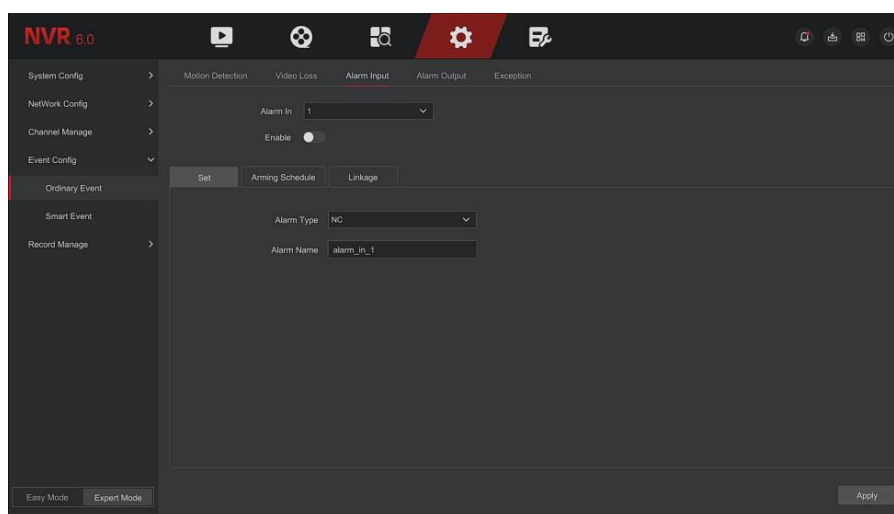 NVR 6.0
System Config
NetWork Config
Channel Manage
Event Config
Ordinary Event
Smart Event
Record Manage
Easy Mode Expert Mode
Motion Detection Video Loss Alarm Input Alarm Output Exception
Alarm In 1
Enable
Set Arming Schedule Linkage
Alarm Type NC
Alarm Name alarm_in_1
Apply